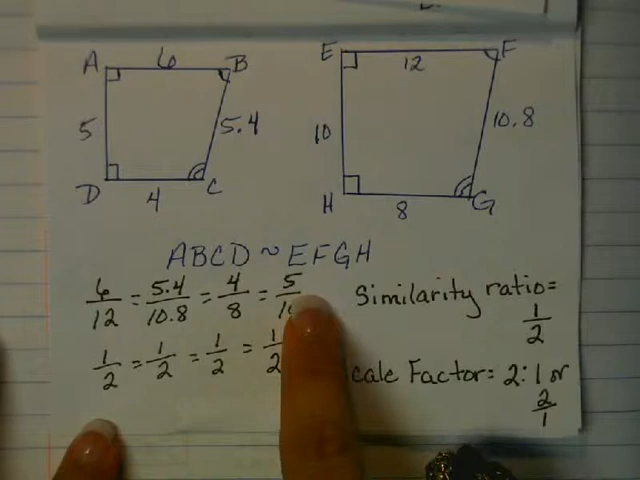 A 6 B
5 5.4
D 4 C
E 12 F
10 10.8
H 8 G
ABCD ~ EFGH
6/12 = 5.4/10.8 = 4/8 = 5/
1/2 = 1/2 = 1/2 = 1/2
Similarity ratio = 1/2
Factor: 2:1 or 2/1